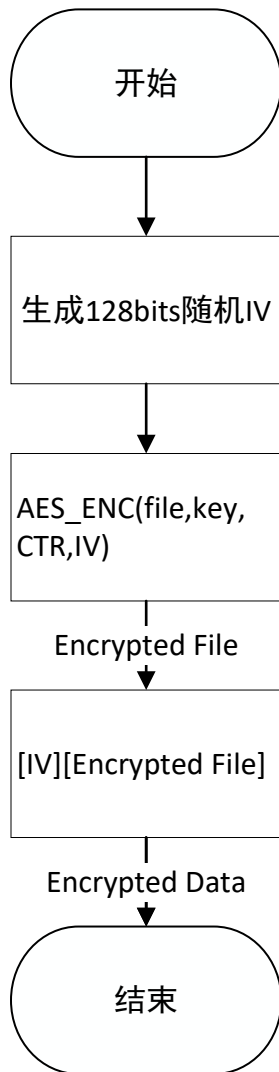 开始
生成128bits随机IV
AES_ENC(file,key,
CTR,IV)
Encrypted File
[IV][Encrypted File]
Encrypted Data
结束